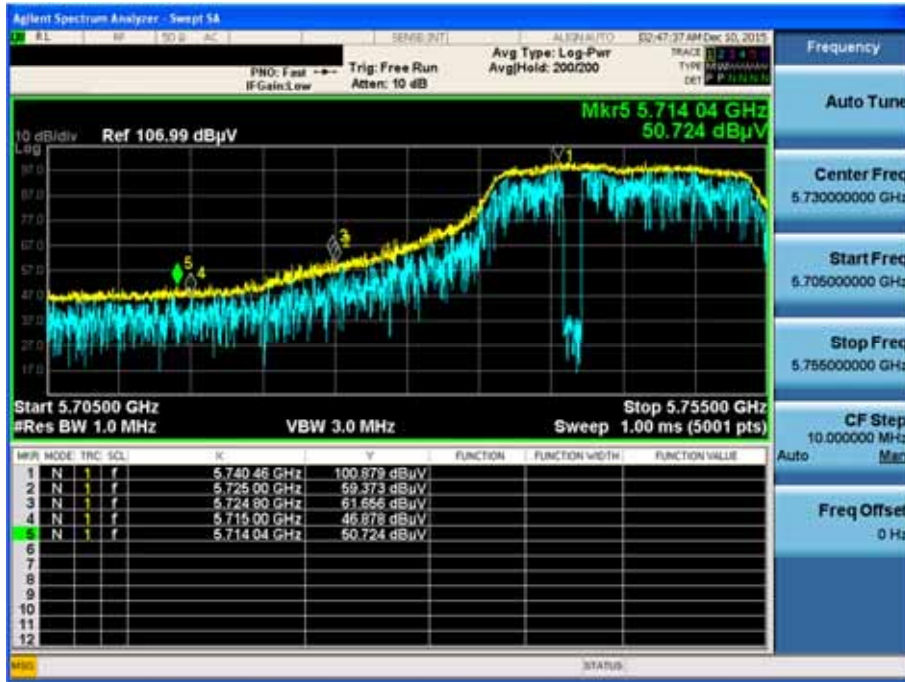 Agilent Spectrum Analyzer - Swept SA
RL RF 50 Ω AC SENSE:INT ALIGN AUTO 02:47:37 AM Dec 10, 2015
Avg Type: Log-Pwr
TRACE 1 2 3 4 5 6
PNO: Fast Trig: Free Run Avg|Hold: 200/200
TYPE
IFGain:Low Atten: 10 dB
DET P P N N N N
Mkr5 5.714 04 GHz
50.724 dBµV
10 dB/div Ref 106.99 dBµV
Log
97.0
87.0
77.0
67.0
57.0
47.0
37.0
27.0
17.0
1
3
5
4
Start 5.70500 GHz Stop 5.75500 GHz
#Res BW 1.0 MHz VBW 3.0 MHz Sweep 1.00 ms (5001 pts)
MKR MODE TRC SCL X Y FUNCTION FUNCTION WIDTH FUNCTION VALUE
1 N 1 f 5.740 46 GHz 100.879 dBµV
2 N 1 f 5.725 00 GHz 59.373 dBµV
3 N 1 f 5.724 80 GHz 61.656 dBµV
4 N 1 f 5.715 00 GHz 46.878 dBµV
5 N 1 f 5.714 04 GHz 50.724 dBµV
6
7
8
9
10
11
12
MSG STATUS
Frequency
Auto Tune
Center Freq
5.730000000 GHz
Start Freq
5.705000000 GHz
Stop Freq
5.755000000 GHz
CF Step
10.000000 MHz
Auto Man
Freq Offset
0 Hz